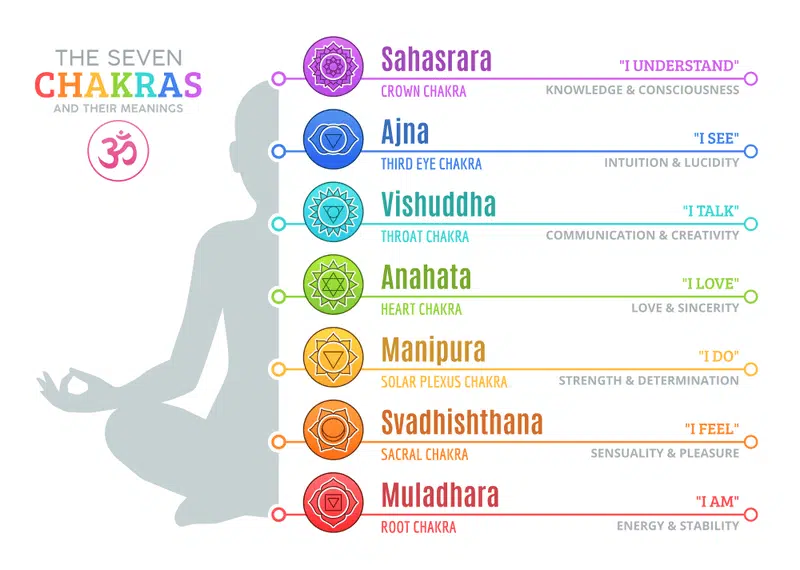 THE SEVEN
CHAKRAS
AND THEIR MEANINGS
ॐ
Sahasrara
CROWN CHAKRA
"I UNDERSTAND"
KNOWLEDGE & CONSCIOUSNESS
Ajna
THIRD EYE CHAKRA
"I SEE"
INTUITION & LUCIDITY
Vishuddha
THROAT CHAKRA
"I TALK"
COMMUNICATION & CREATIVITY
Anahata
HEART CHAKRA
"I LOVE"
LOVE & SINCERITY
Manipura
SOLAR PLEXUS CHAKRA
"I DO"
STRENGTH & DETERMINATION
Svadhishthana
SACRAL CHAKRA
"I FEEL"
SENSUALITY & PLEASURE
Muladhara
ROOT CHAKRA
"I AM"
ENERGY & STABILITY